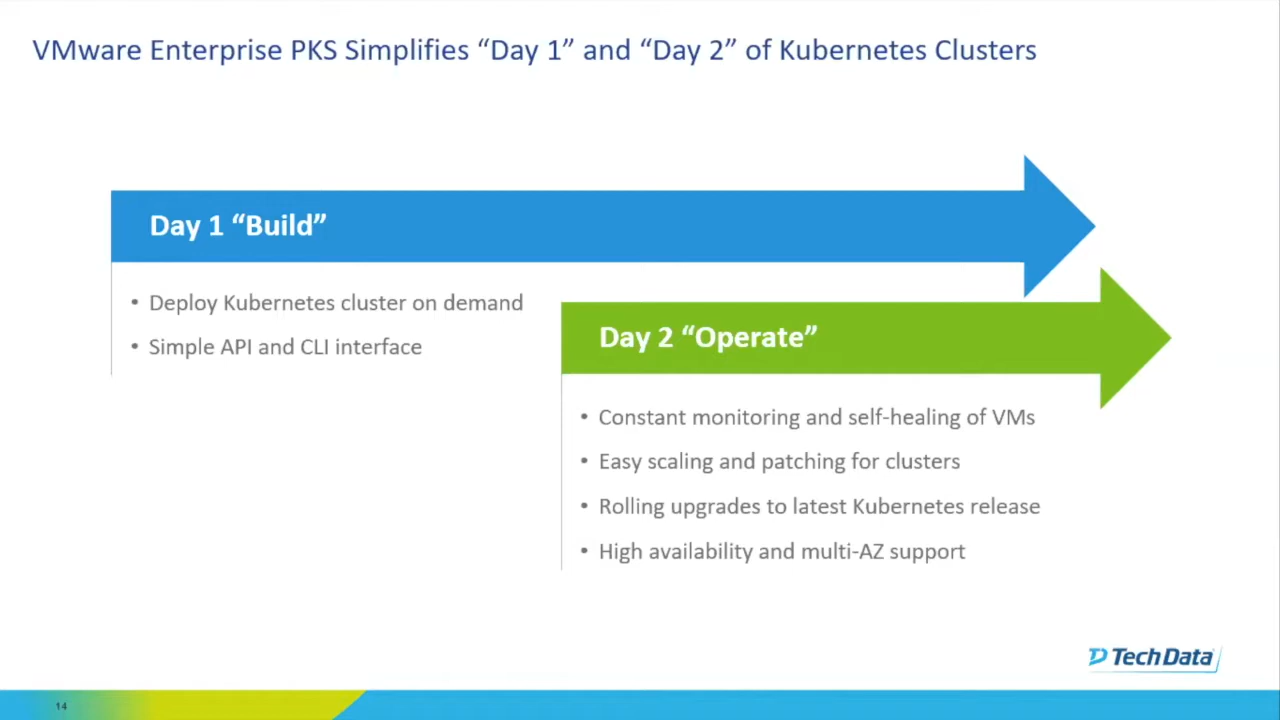 VMware Enterprise PKS Simplifies “Day 1” and “Day 2” of Kubernetes Clusters
Day 1 “Build”
• Deploy Kubernetes cluster on demand
• Simple API and CLI interface
Day 2 “Operate”
• Constant monitoring and self-healing of VMs
• Easy scaling and patching for clusters
• Rolling upgrades to latest Kubernetes release
• High availability and multi-AZ support
Tech Data
14